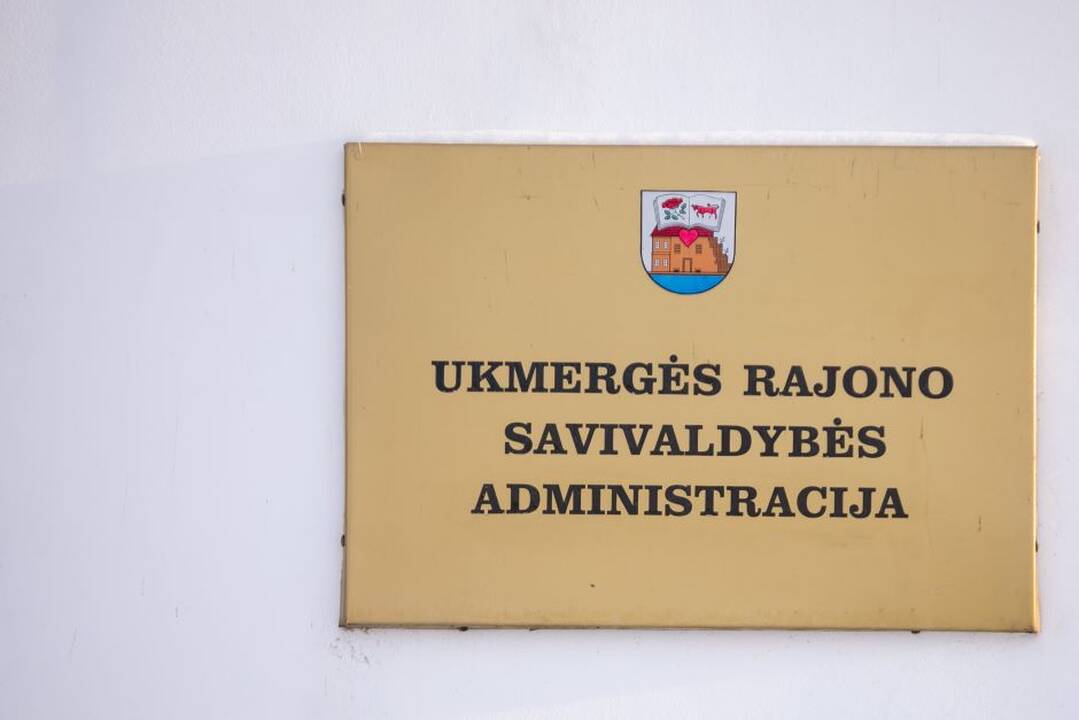 UKMERGĖS RAJONO
SAVIVALDYBĖS
ADMINISTRACIJA